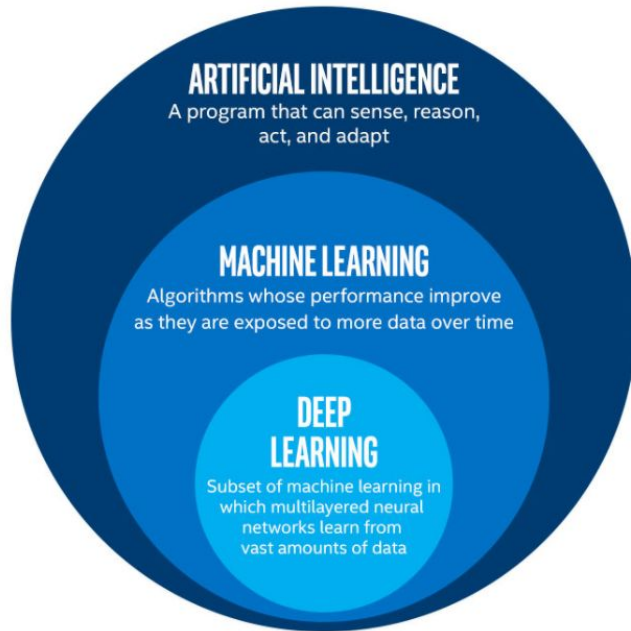 ARTIFICIAL INTELLIGENCE
A program that can sense, reason,
act, and adapt
MACHINE LEARNING
Algorithms whose performance improve
as they are exposed to more data over time
DEEP
LEARNING
Subset of machine learning in
which multilayered neural
networks learn from
vast amounts of data